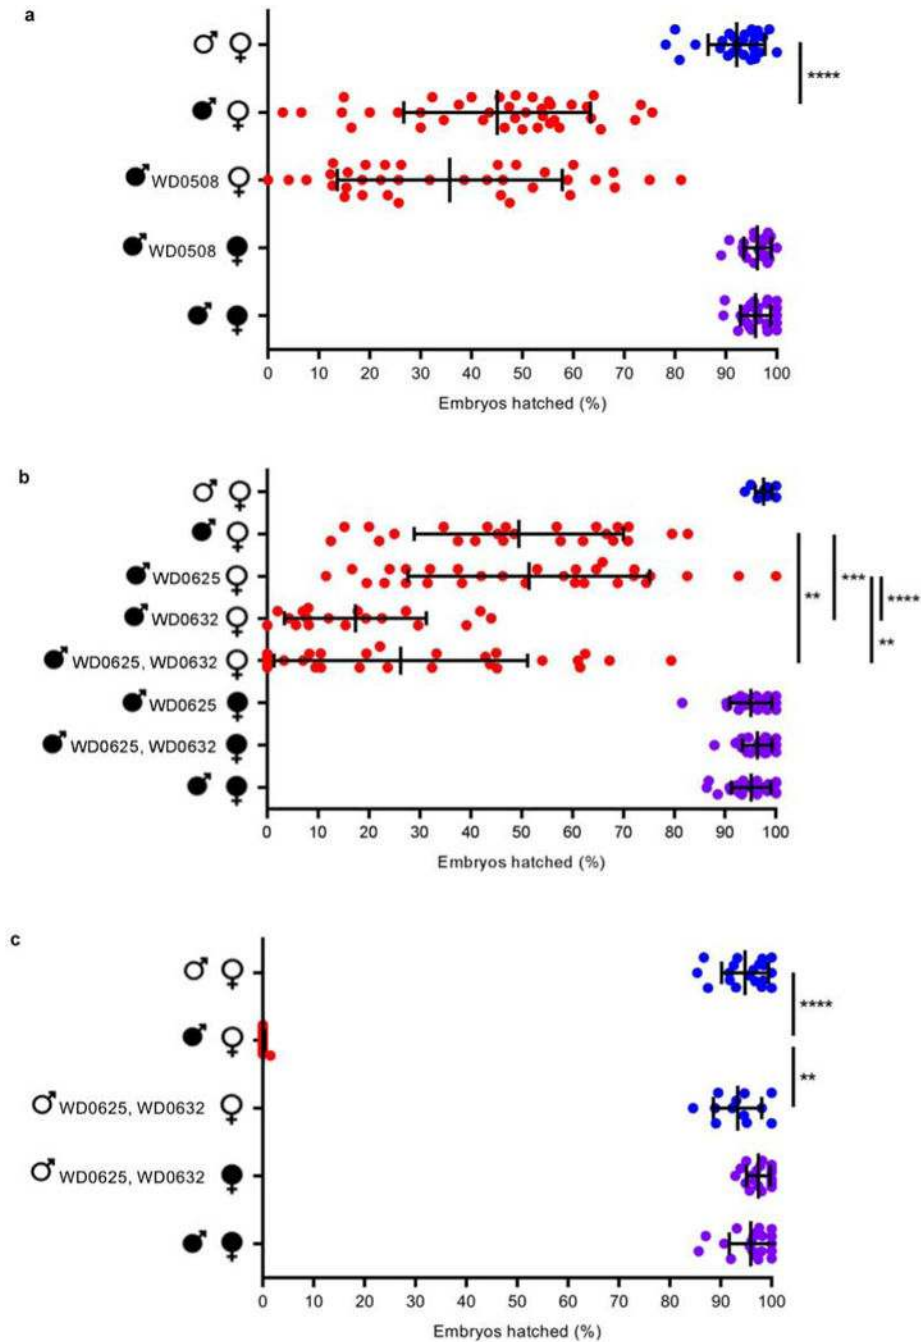 a
♂ ♀
♂ ♀
♂ WD0508 ♀
♂ WD0508 ♀
♂ ♀
****
0 10 20 30 40 50 60 70 80 90 100
Embryos hatched (%)
b
♂ ♀
♂ ♀
♂ WD0625 ♀
♂ WD0632 ♀
♂ WD0625, WD0632 ♀
♂ WD0625 ♀
♂ WD0625, WD0632 ♀
♂ ♀
** *** ****
**
0 10 20 30 40 50 60 70 80 90 100
Embryos hatched (%)
c
♂ ♀
♂ ♀
♂ WD0625, WD0632 ♀
♂ WD0625, WD0632 ♀
♂ ♀
****
**
0 10 20 30 40 50 60 70 80 90 100
Embryos hatched (%)